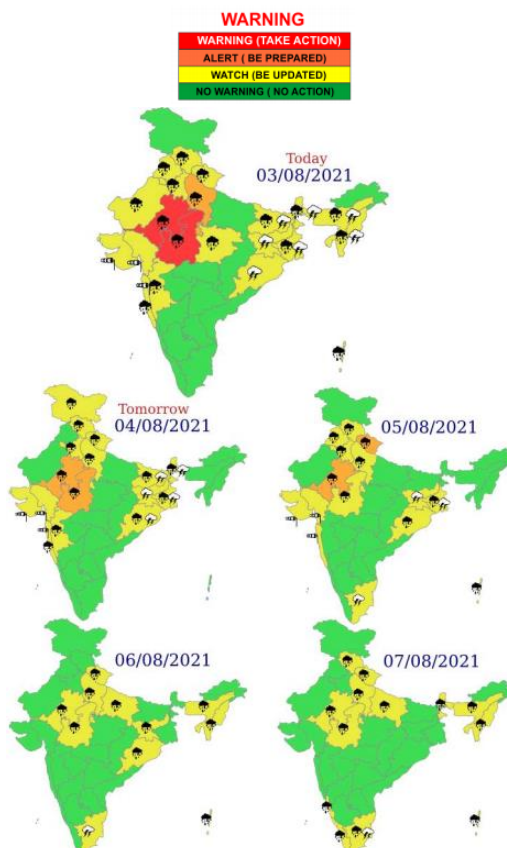 WARNING
WARNING (TAKE ACTION)
ALERT ( BE PREPARED)
WATCH (BE UPDATED)
NO WARNING ( NO ACTION)
Today
03/08/2021
Tomorrow
04/08/2021
05/08/2021
06/08/2021
07/08/2021